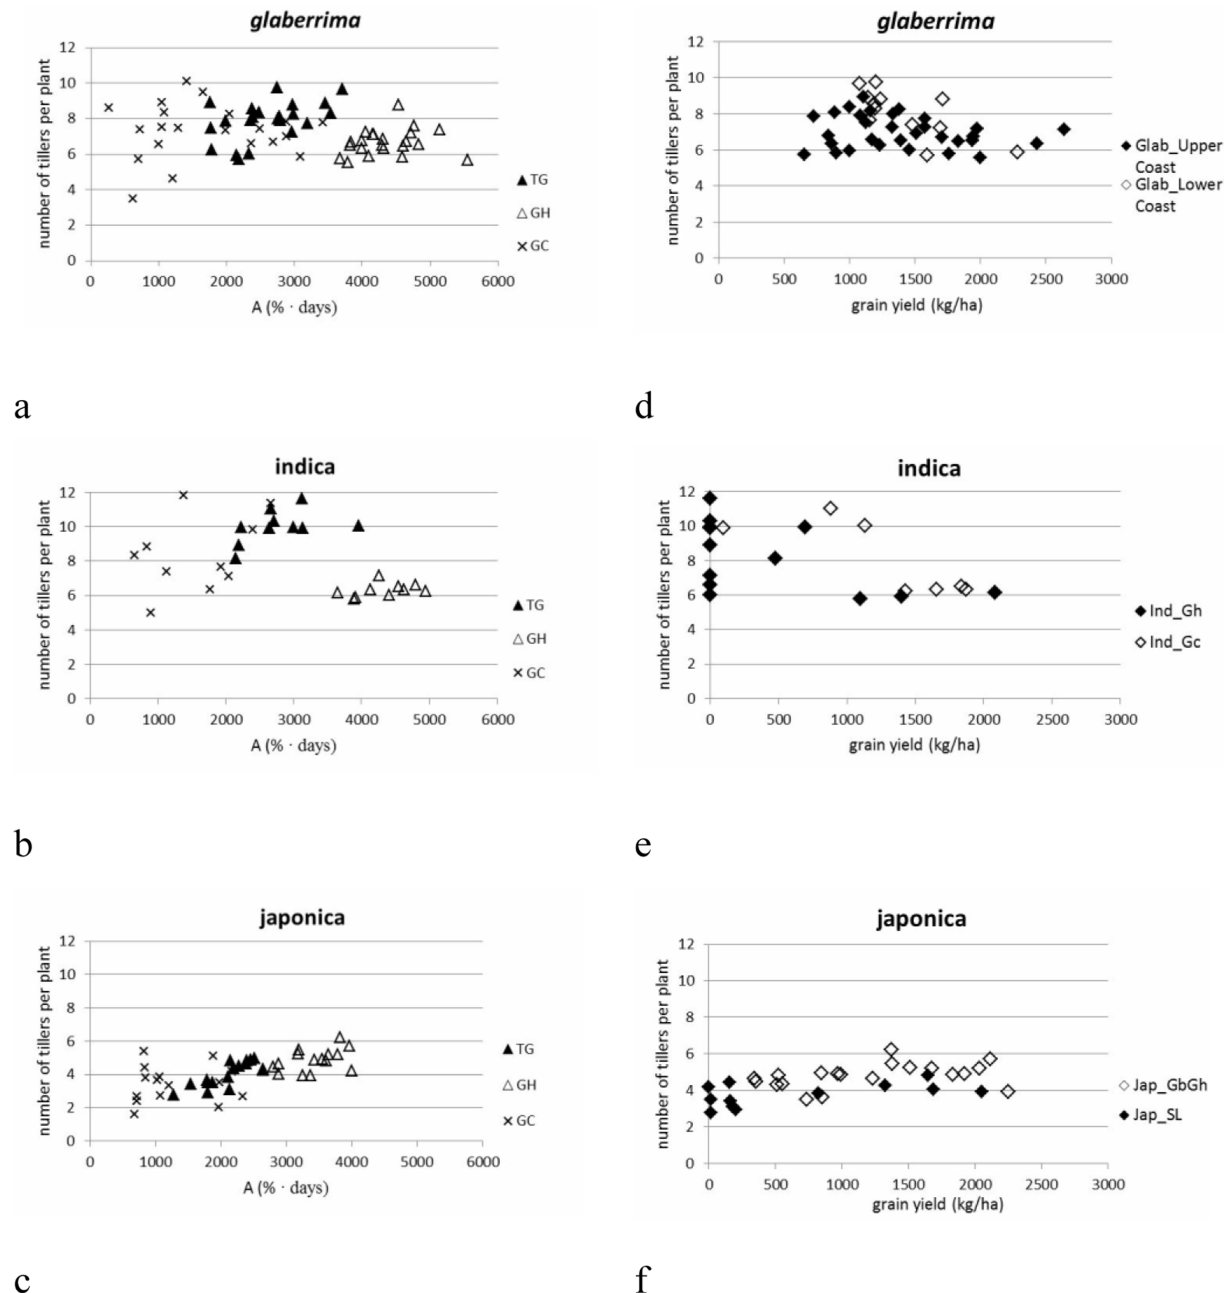 glaberrima
number of tillers per plant
12
10
8
6
4
2
0
0 1000 2000 3000 4000 5000 6000
A (% · days)
TG
GH
GC
a
glaberrima
number of tillers per plant
12
10
8
6
4
2
0
0 500 1000 1500 2000 2500 3000
grain yield (kg/ha)
Glab_Upper
Coast
Glab_Lower
Coast
d
indica
number of tillers per plant
12
10
8
6
4
2
0
0 1000 2000 3000 4000 5000 6000
A (% · days)
TG
GH
GC
b
indica
number of tillers per plant
12
10
8
6
4
2
0
0 500 1000 1500 2000 2500 3000
grain yield (kg/ha)
Ind_Gh
Ind_Gc
e
japonica
number of tillers per plant
12
10
8
6
4
2
0
0 1000 2000 3000 4000 5000 6000
A (% · days)
TG
GH
GC
c
japonica
number of tillers per plant
12
10
8
6
4
2
0
0 500 1000 1500 2000 2500 3000
grain yield (kg/ha)
Jap_GbGh
Jap_SL
f